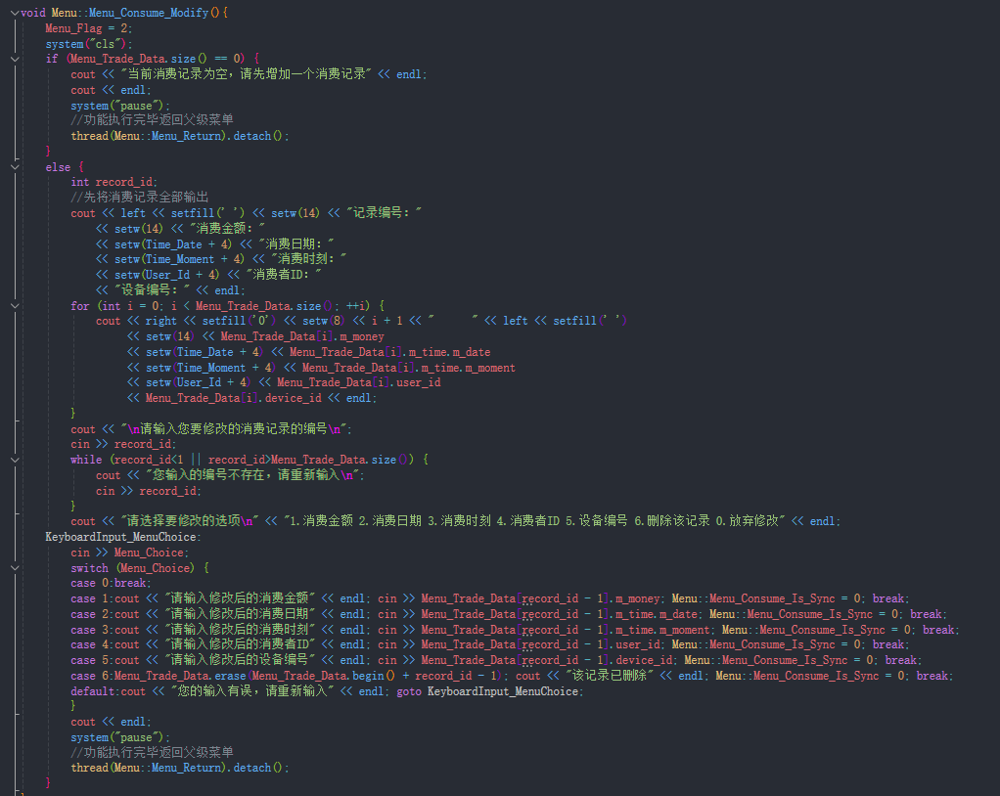 void Menu::Menu_Consume_Modify(){
Menu_Flag = 2;
system("cls");
if (Menu_Trade_Data.size() == 0) {
cout << "当前消费记录为空，请先增加一个消费记录" << endl;
cout << endl;
system("pause");
//功能执行完毕返回父级菜单
thread(Menu::Menu_Return).detach();
}
else {
int record_id;
//先将消费记录全部输出
cout << left << setfill(' ') << setw(14) << "记录编号："
<< setw(14) << "消费金额："
<< setw(Time_Date + 4) << "消费日期："
<< setw(Time_Moment + 4) << "消费时刻："
<< setw(User_Id + 4) << "消费者ID："
<< "设备编号：" << endl;
for (int i = 0; i < Menu_Trade_Data.size(); ++i) {
cout << right << setfill('0') << setw(8) << i + 1 << "      " << left << setfill(' ')
<< setw(14) << Menu_Trade_Data[i].m_money
<< setw(Time_Date + 4) << Menu_Trade_Data[i].m_time.m_date
<< setw(Time_Moment + 4) << Menu_Trade_Data[i].m_time.m_moment
<< setw(User_Id + 4) << Menu_Trade_Data[i].user_id
<< Menu_Trade_Data[i].device_id << endl;
}
cout << "\n请输入您要修改的消费记录的编号\n";
cin >> record_id;
while (record_id<1 || record_id>Menu_Trade_Data.size()) {
cout << "您输入的编号不存在，请重新输入\n";
cin >> record_id;
}
cout << "请选择要修改的选项\n" << "1.消费金额 2.消费日期 3.消费时刻 4.消费者ID 5.设备编号 6.删除该记录 0.放弃修改" << endl;
KeyboardInput_MenuChoice:
cin >> Menu_Choice;
switch (Menu_Choice) {
case 0:break;
case 1:cout << "请输入修改后的消费金额" << endl; cin >> Menu_Trade_Data[record_id - 1].m_money; Menu::Menu_Consume_Is_Sync = 0; break;
case 2:cout << "请输入修改后的消费日期" << endl; cin >> Menu_Trade_Data[record_id - 1].m_time.m_date; Menu::Menu_Consume_Is_Sync = 0; break;
case 3:cout << "请输入修改后的消费时刻" << endl; cin >> Menu_Trade_Data[record_id - 1].m_time.m_moment; Menu::Menu_Consume_Is_Sync = 0; break;
case 4:cout << "请输入修改后的消费者ID" << endl; cin >> Menu_Trade_Data[record_id - 1].user_id; Menu::Menu_Consume_Is_Sync = 0; break;
case 5:cout << "请输入修改后的设备编号" << endl; cin >> Menu_Trade_Data[record_id - 1].device_id; Menu::Menu_Consume_Is_Sync = 0; break;
case 6:Menu_Trade_Data.erase(Menu_Trade_Data.begin() + record_id - 1); cout << "该记录已删除" << endl; Menu::Menu_Consume_Is_Sync = 0; break;
default:cout << "您的输入有误，请重新输入" << endl; goto KeyboardInput_MenuChoice;
}
cout << endl;
system("pause");
//功能执行完毕返回父级菜单
thread(Menu::Menu_Return).detach();
}